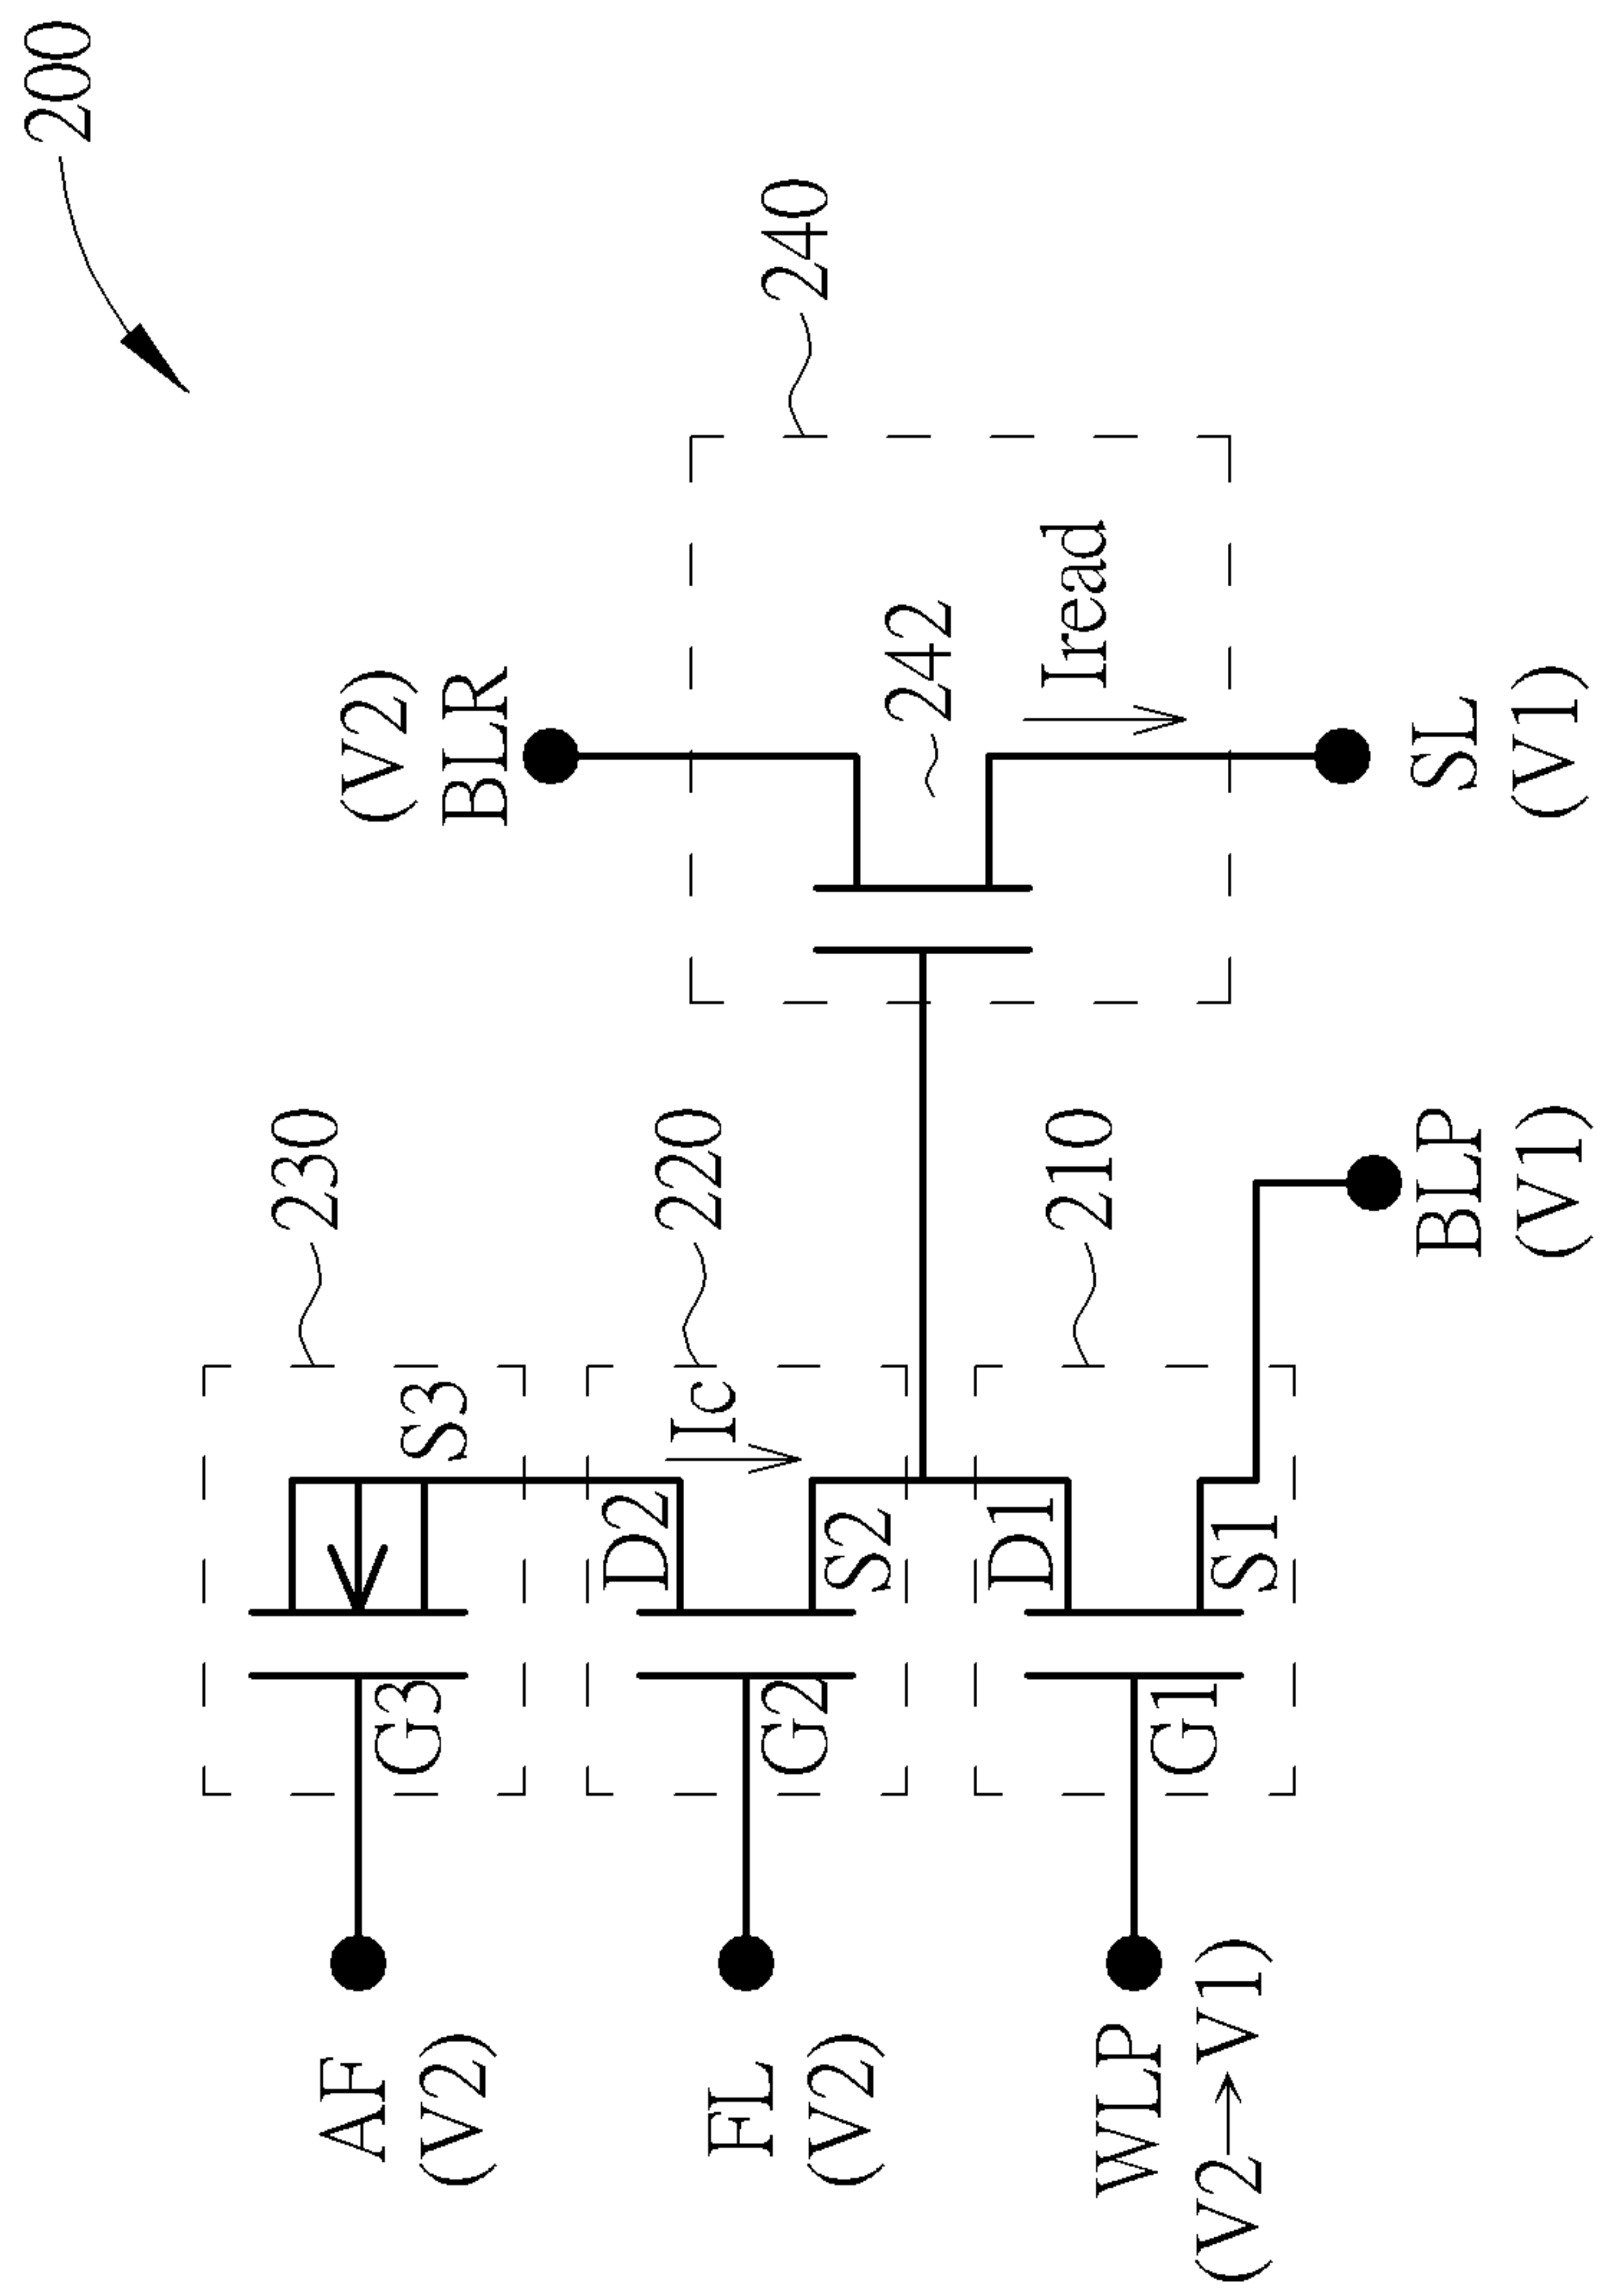 200
240
(V2)
BLR
242
Iread
SL
(V1)
230
220
210
BLP
(V1)
S3
Ic
D2
S2
D1
S1
G3
G2
G1
AF
(V2)
FL
(V2)
WLP
(V2→V1)